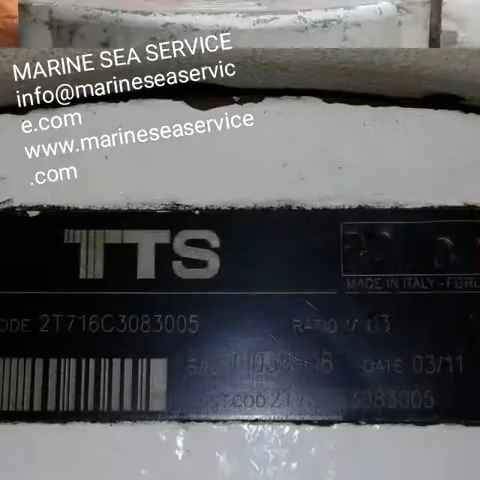 MARINE SEA SERVICE
info@marineseaservic
e.com
www.marineseaservice
.com
TTS
MADE IN ITALY - FORL
ODE 2T716C3083005
RATIO
DATE 03/11
3083005